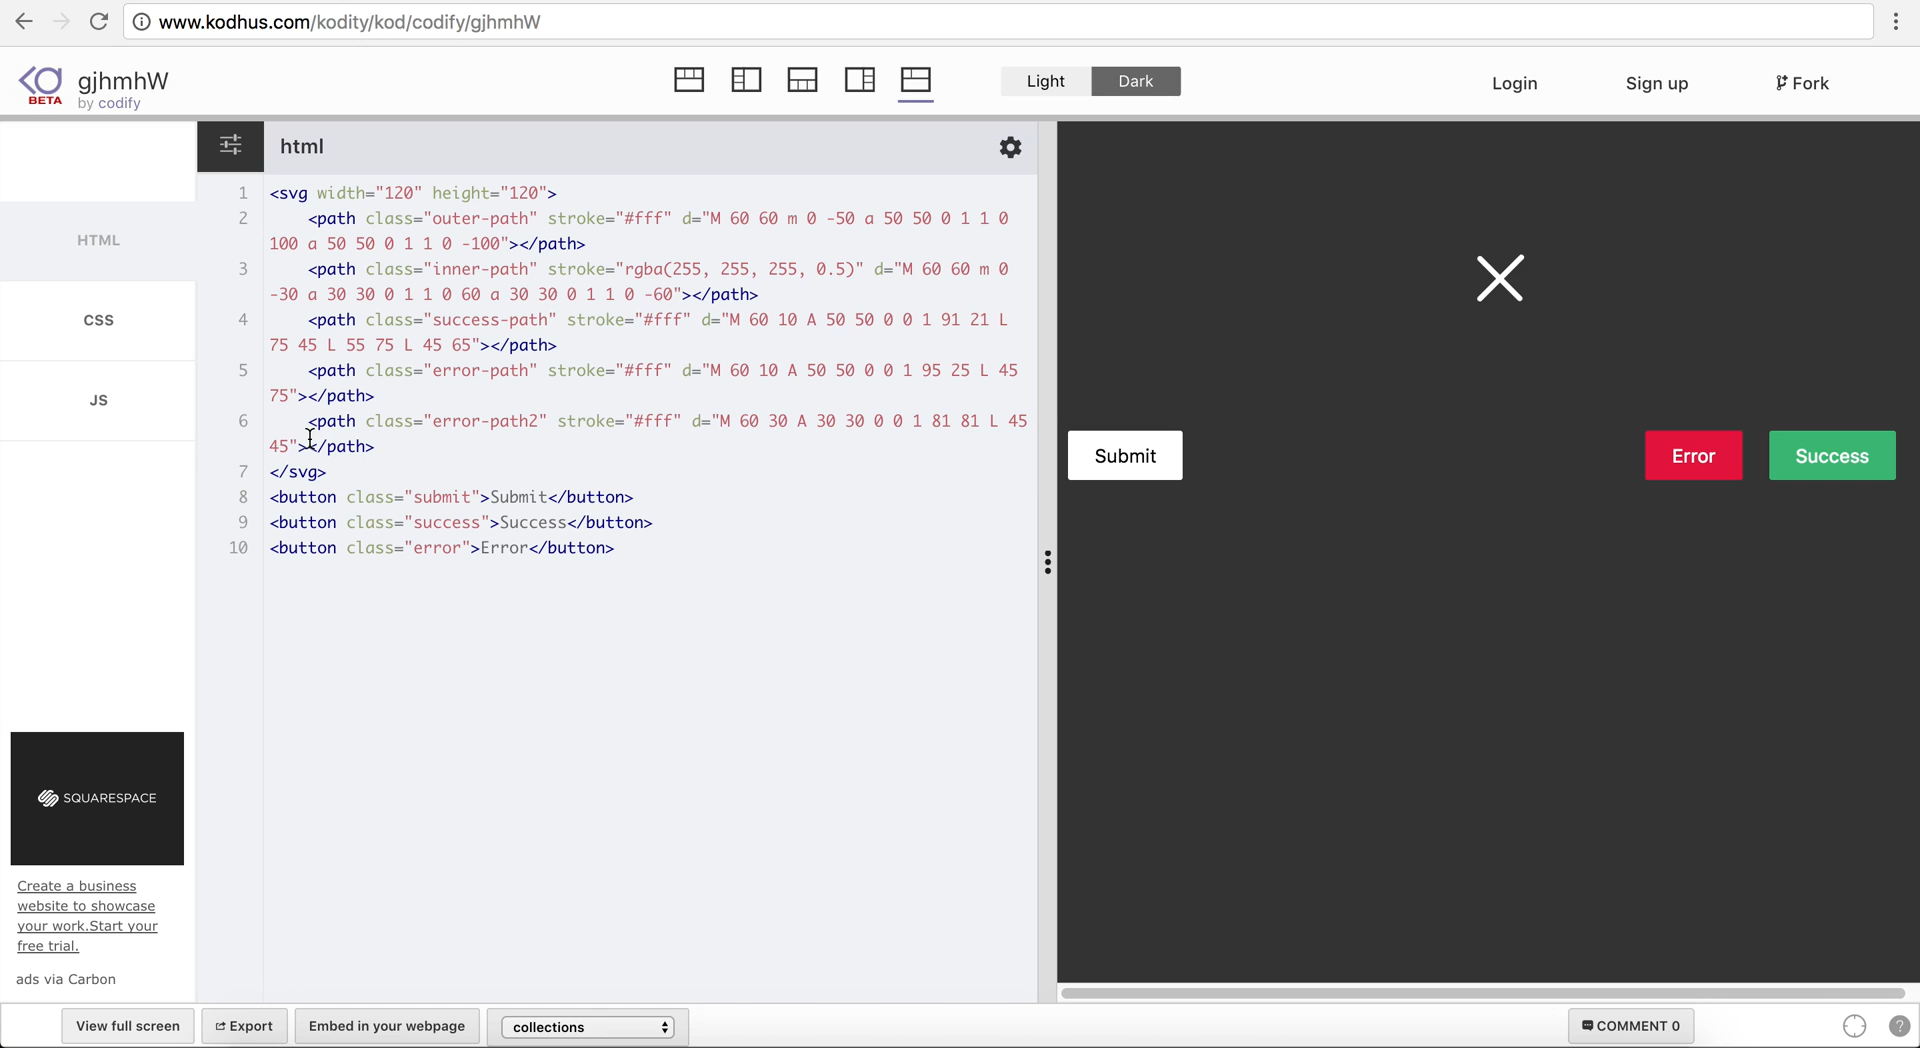 www.kodhus.com/kodity/kod/codify/gjhmhW
BETA
gjhmhW
by codify
Light
Dark
Login
Sign up
Fork
html
HTML
CSS
JS
1 <svg width="120" height="120">
2 <path class="outer-path" stroke="#fff" d="M 60 60 m 0 -50 a 50 50 0 1 1 0
100 a 50 50 0 1 1 0 -100"></path>
3 <path class="inner-path" stroke="rgba(255, 255, 255, 0.5)" d="M 60 60 m 0
-30 a 30 30 0 1 1 0 60 a 30 30 0 1 1 0 -60"></path>
4 <path class="success-path" stroke="#fff" d="M 60 10 A 50 50 0 0 1 91 21 L
75 45 L 55 75 L 45 65"></path>
5 <path class="error-path" stroke="#fff" d="M 60 10 A 50 50 0 0 1 95 25 L 45
75"></path>
6 <path class="error-path2" stroke="#fff" d="M 60 30 A 30 30 0 0 1 81 81 L 45
45"></path>
7 </svg>
8 <button class="submit">Submit</button>
9 <button class="success">Success</button>
10 <button class="error">Error</button>
Submit
Error
Success
SQUARESPACE
Create a business
website to showcase
your work.Start your
free trial.
ads via Carbon
View full screen
Export
Embed in your webpage
collections
COMMENT 0
?